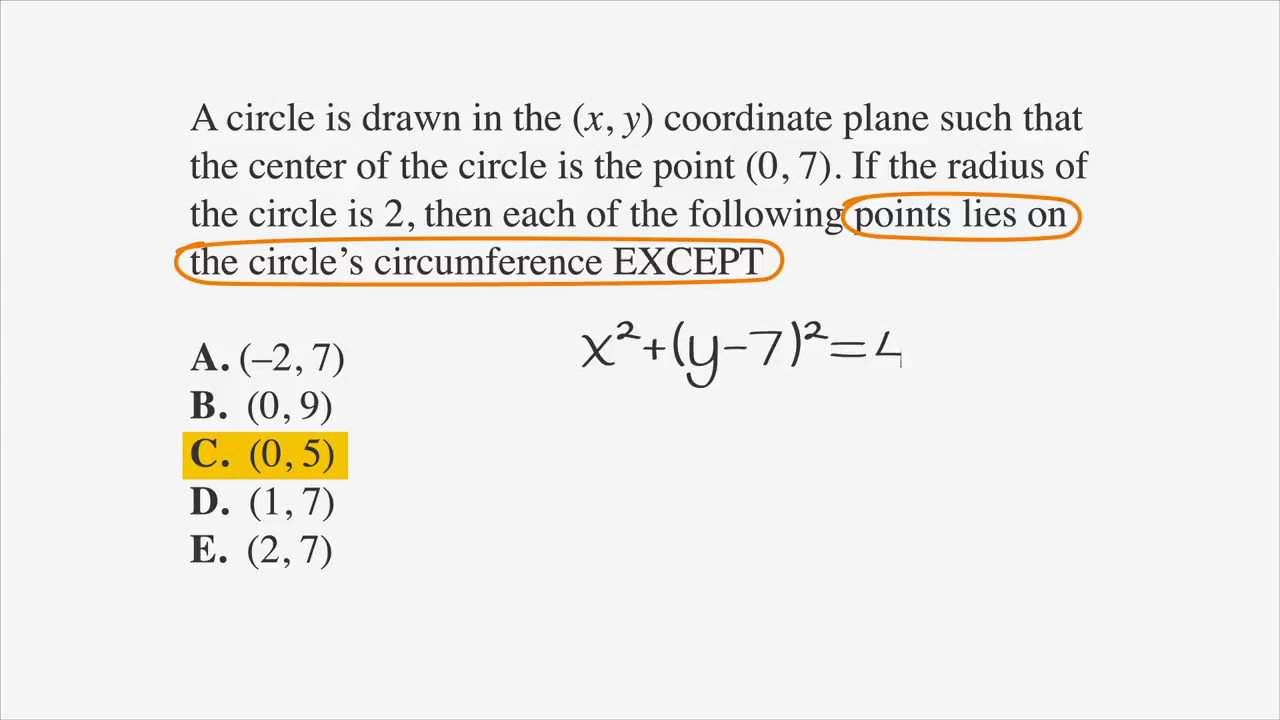 A circle is drawn in the (x, y) coordinate plane such that
the center of the circle is the point (0, 7). If the radius of
the circle is 2, then each of the following points lies on
the circle’s circumference EXCEPT
x²+(y-7)²=4
A. (–2, 7)
B. (0, 9)
C. (0, 5)
D. (1, 7)
E. (2, 7)